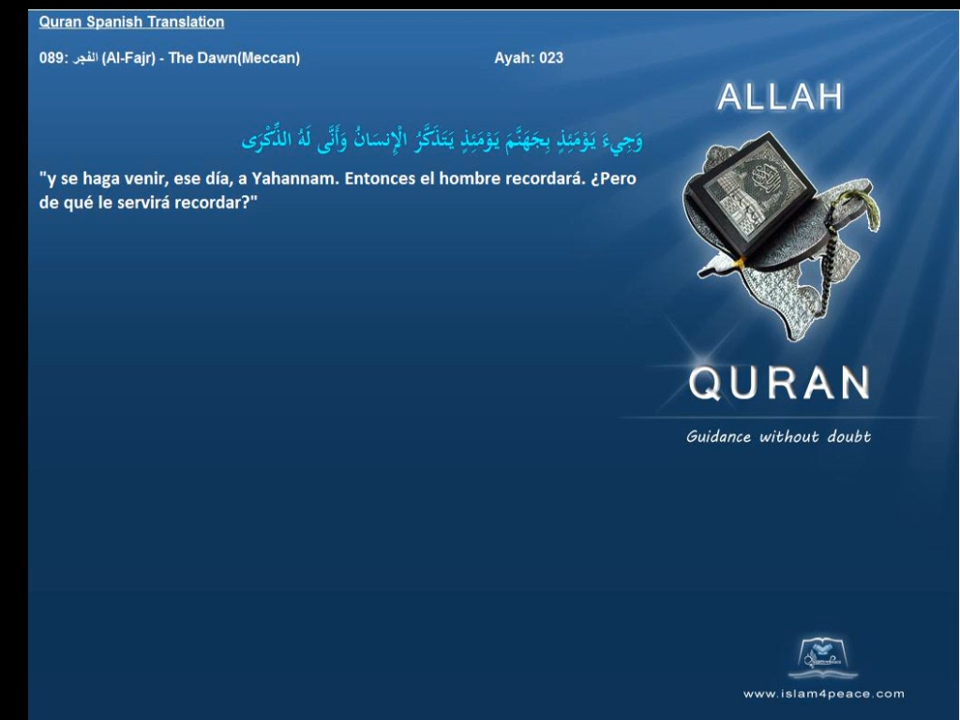 Quran Spanish Translation
089: الفجر (Al-Fajr) - The Dawn(Meccan) Ayah: 023
وَجِيءَ يَوْمَئِذٍ بِجَهَنَّمَ يَوْمَئِذٍ يَتَذَكَّرُ الْإِنسَانُ وَأَنَّى لَهُ الذِّكْرَى
"y se haga venir, ese día, a Yahannam. Entonces el hombre recordará. ¿Pero
de qué le servirá recordar?"
ALLAH
QURAN
Guidance without doubt
www.islam4peace.com